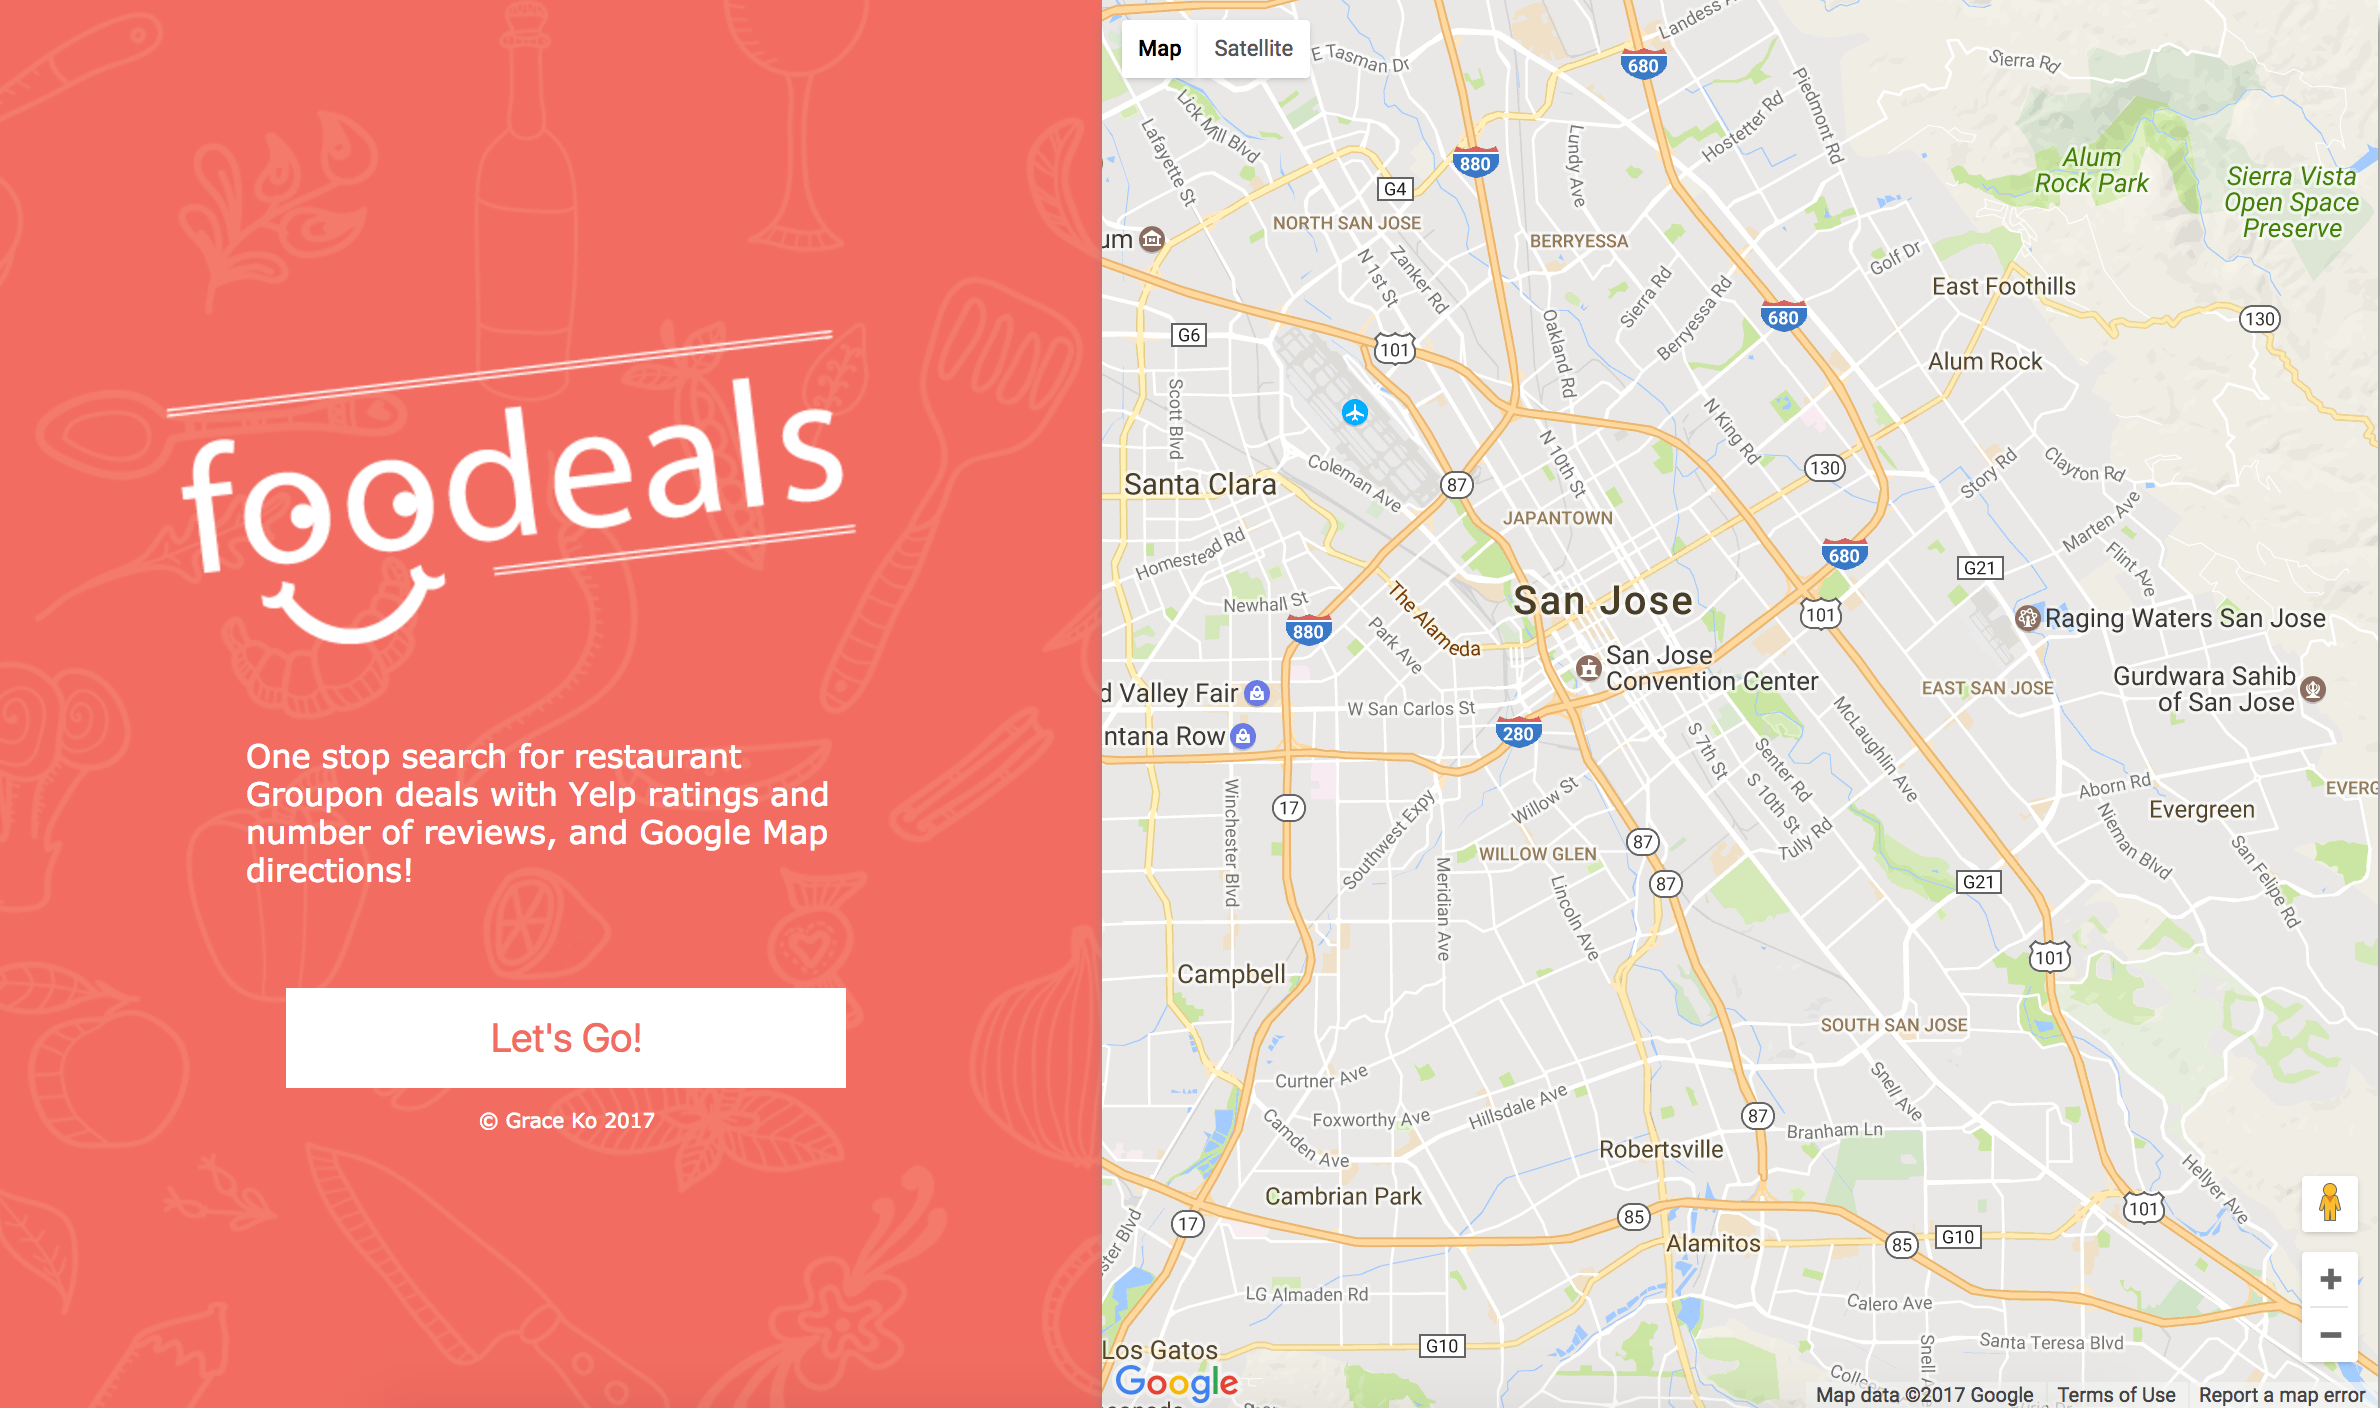 foodeals
One stop search for restaurant
Groupon deals with Yelp ratings and
number of reviews, and Google Map
directions!
Let's Go!
© Grace Ko 2017
Map
Satellite
E Tasman Dr
Landess
Sierra Rd
680
Piedmont Rd
Hostetter Rd
Lick Mill Blvd
Lafayette St
Lundy Ave
880
G4
Alum
Rock Park
Sierra Vista
Open Space
Preserve
NORTH SAN JOSE
BERRYESSA
um
N 1st St
Zanker Rd
Golf Dr
Sierra Rd
Berryessa Rd
East Foothills
680
130
G6
101
Oakland Rd
Alum Rock
Scott Blvd
N King Rd
N 10th St
Coleman Ave
130
Story Rd
Clayton Rd
Santa Clara
87
JAPANTOWN
Marten Ave
Homestead Rd
680
G21
Flint Ave
The Alameda
Newhall St
San Jose
101
Raging Waters San Jose
880
Park Ave
San Jose
Convention Center
Gurdwara Sahib
of San Jose
d Valley Fair
EAST SAN JOSE
W San Carlos St
McLaughlin Ave
ntana Row
280
S 7th St
Senter Rd
S 10th St
Winchester Blvd
Southwest Expy
Willow St
Aborn Rd
EVERG
17
Evergreen
Nieman Blvd
Tully Rd
87
WILLOW GLEN
Meridian Ave
Lincoln Ave
87
G21
San Felipe Rd
101
Campbell
SOUTH SAN JOSE
Curtner Ave
Snell Ave
Hillsdale Ave
Foxworthy Ave
Camden Ave
87
Branham Ln
Robertsville
Hellyer Ave
Cambrian Park
101
17
85
ster Blvd
Alamitos
85
G10
LG Almaden Rd
Calero Ave
G10
Snell
Santa Teresa Blvd
Los Gatos
Google
Colle
Map data ©2017 Google
Terms of Use
Report a map error